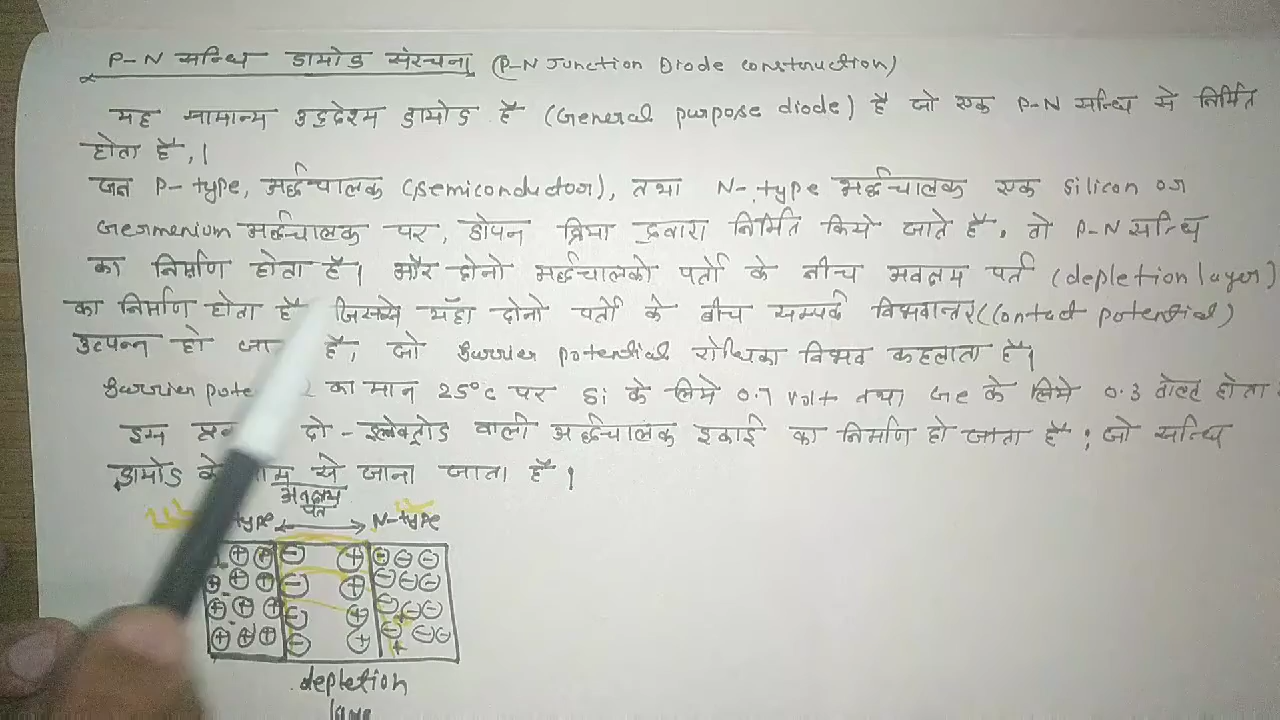 P-N सन्धि डायोड संरचना (P-N Junction Diode construction)
यह सामान्य उद्देश्य डायोड है (General purpose diode) है जो एक P-N सन्धि से निर्मित
होता है,।
जब P-type, अर्द्धचालक (semiconductor), तथा N-type अर्द्धचालक एक Silicon or
Germenium अर्द्धचालक पर, डोपन क्रिया द्वारा निर्मित किये जाते है, तो P-N सन्धि
का निर्माण होता है। और दोनो अर्द्धचालको पर्तो के बीच अवक्षय पर्त (depletion layer)
का निर्माण होता है जिससे यहाँ दोनो पर्तो के बीच सम्पर्क विभवान्तर (Contact potential)
उत्पन्न हो है, जो Barrier potential रोधिका विभव कहलाता है।
Barrier का मान 25°C पर Si के लिये 0.7 Volt तथा Ge के लिये 0.3 वोल्ट होता
इस दो-इलेक्ट्रोड वाली अर्द्धचालक इकाई का निर्माण हो जाता है; जो सन्धि
डायोड के से जाना जाता है।
अवक्षय
पर्त
type N-type
depletion